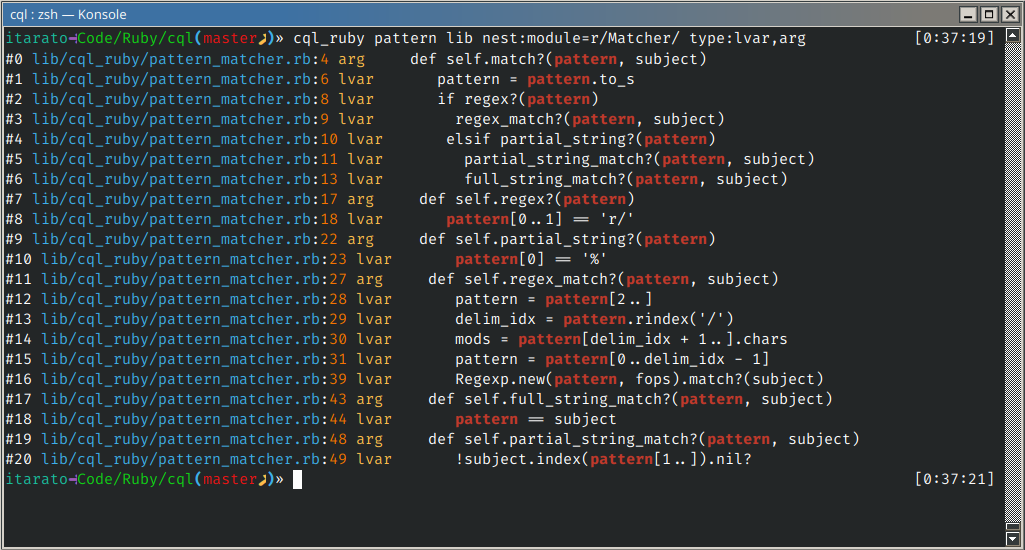 cql : zsh — Konsole
itarato⊣Code/Ruby/cql(master)» cql_ruby pattern lib nest:module=r/Matcher/ type:lvar,arg [0:37:19]
#0 lib/cql_ruby/pattern_matcher.rb:4 arg def self.match?(pattern, subject)
#1 lib/cql_ruby/pattern_matcher.rb:6 lvar pattern = pattern.to_s
#2 lib/cql_ruby/pattern_matcher.rb:8 lvar if regex?(pattern)
#3 lib/cql_ruby/pattern_matcher.rb:9 lvar regex_match?(pattern, subject)
#4 lib/cql_ruby/pattern_matcher.rb:10 lvar elsif partial_string?(pattern)
#5 lib/cql_ruby/pattern_matcher.rb:11 lvar partial_string_match?(pattern, subject)
#6 lib/cql_ruby/pattern_matcher.rb:13 lvar full_string_match?(pattern, subject)
#7 lib/cql_ruby/pattern_matcher.rb:17 arg def self.regex?(pattern)
#8 lib/cql_ruby/pattern_matcher.rb:18 lvar pattern[0..1] == 'r/'
#9 lib/cql_ruby/pattern_matcher.rb:22 arg def self.partial_string?(pattern)
#10 lib/cql_ruby/pattern_matcher.rb:23 lvar pattern[0] == '%'
#11 lib/cql_ruby/pattern_matcher.rb:27 arg def self.regex_match?(pattern, subject)
#12 lib/cql_ruby/pattern_matcher.rb:28 lvar pattern = pattern[2..]
#13 lib/cql_ruby/pattern_matcher.rb:29 lvar delim_idx = pattern.rindex('/')
#14 lib/cql_ruby/pattern_matcher.rb:30 lvar mods = pattern[delim_idx + 1..].chars
#15 lib/cql_ruby/pattern_matcher.rb:31 lvar pattern = pattern[0..delim_idx - 1]
#16 lib/cql_ruby/pattern_matcher.rb:39 lvar Regexp.new(pattern, fops).match?(subject)
#17 lib/cql_ruby/pattern_matcher.rb:43 arg def self.full_string_match?(pattern, subject)
#18 lib/cql_ruby/pattern_matcher.rb:44 lvar pattern == subject
#19 lib/cql_ruby/pattern_matcher.rb:48 arg def self.partial_string_match?(pattern, subject)
#20 lib/cql_ruby/pattern_matcher.rb:49 lvar !subject.index(pattern[1..]).nil?
itarato⊣Code/Ruby/cql(master)» [0:37:21]